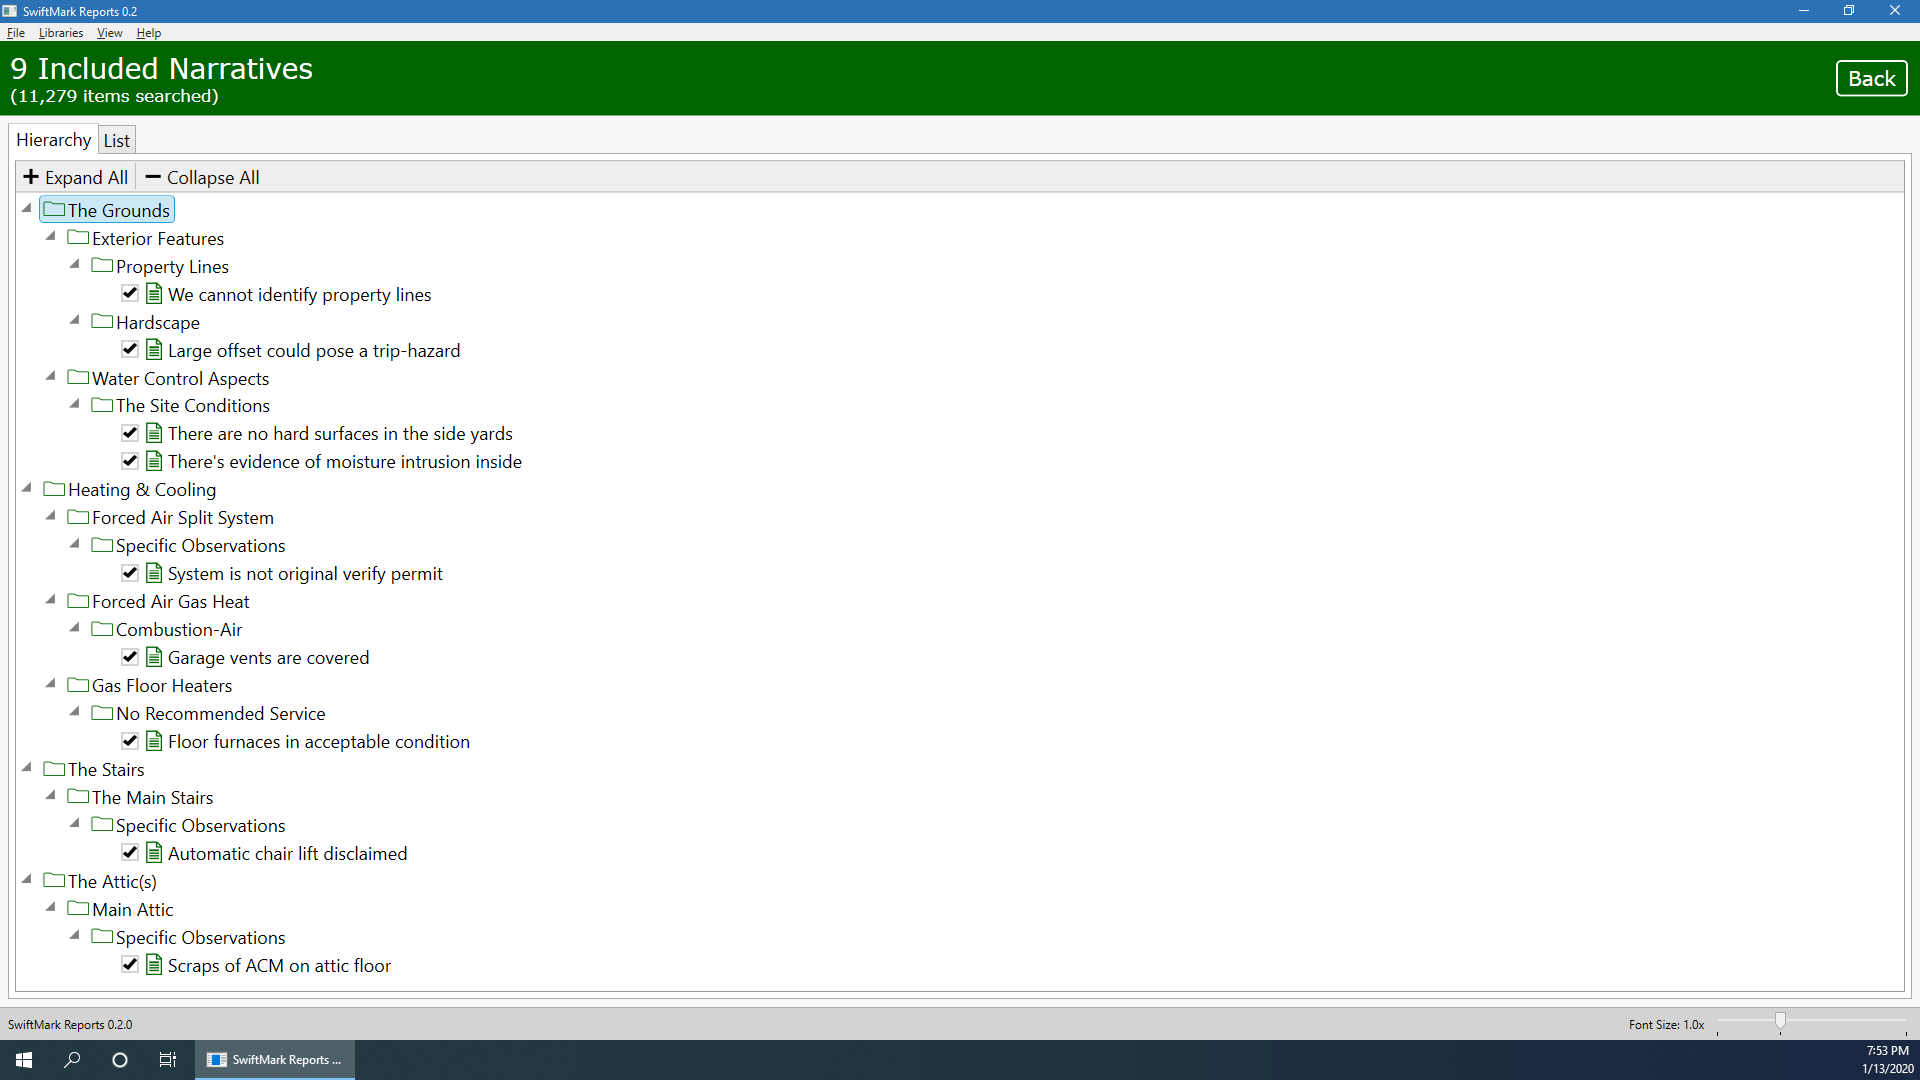 SwiftMark Reports 0.2
File Libraries View Help
9 Included Narratives
(11,279 items searched)
Back
Hierarchy List
Expand All Collapse All
The Grounds
Exterior Features
Property Lines
We cannot identify property lines
Hardscape
Large offset could pose a trip-hazard
Water Control Aspects
The Site Conditions
There are no hard surfaces in the side yards
There's evidence of moisture intrusion inside
Heating & Cooling
Forced Air Split System
Specific Observations
System is not original verify permit
Forced Air Gas Heat
Combustion-Air
Garage vents are covered
Gas Floor Heaters
No Recommended Service
Floor furnaces in acceptable condition
The Stairs
The Main Stairs
Specific Observations
Automatic chair lift disclaimed
The Attic(s)
Main Attic
Specific Observations
Scraps of ACM on attic floor
SwiftMark Reports 0.2.0
Font Size: 1.0x
SwiftMark Reports ...
7:53 PM
1/13/2020